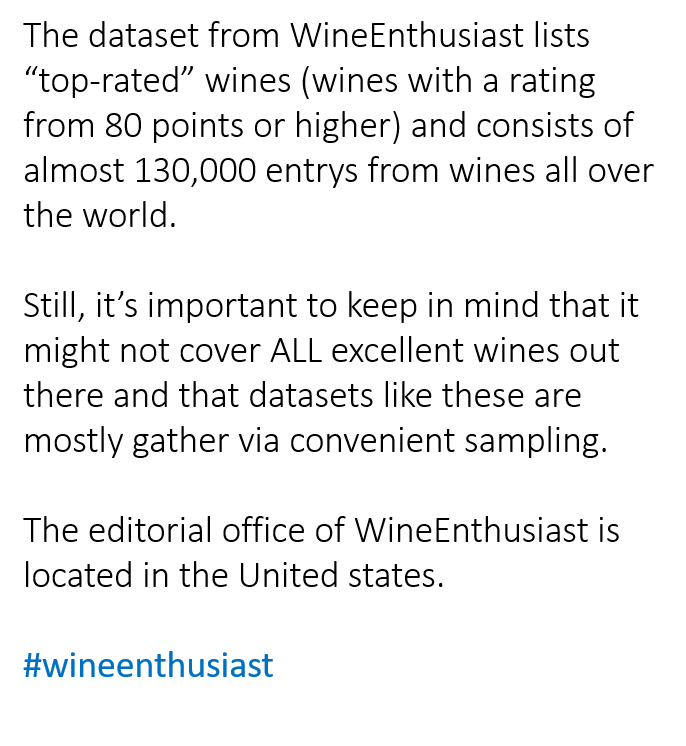 The dataset from WineEnthusiast lists
“top-rated” wines (wines with a rating
from 80 points or higher) and consists of
almost 130,000 entrys from wines all over
the world.
Still, it’s important to keep in mind that it
might not cover ALL excellent wines out
there and that datasets like these are
mostly gather via convenient sampling.
The editorial office of WineEnthusiast is
located in the United states.
#wineenthusiast